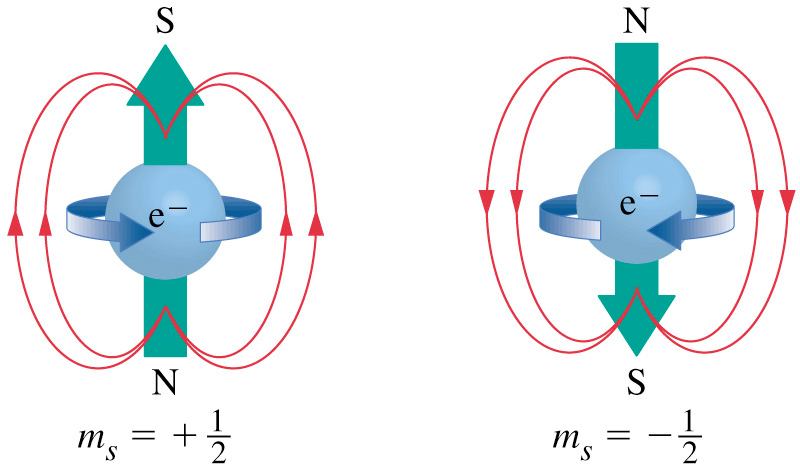 S
N
e−
e−
N
S
mₛ = + 1/2
mₛ = − 1/2